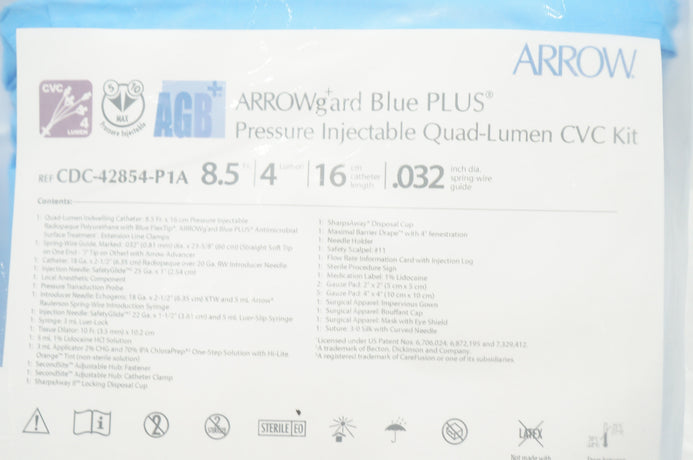 ARROW
CVC
4
LUMEN
5 10
MAX
Pressure Injectable
AGB+
ARROWg+ard Blue PLUS®
Pressure Injectable Quad-Lumen CVC Kit
REF CDC-42854-P1A 8.5 Fr. 4 Lumen 16 cm catheter length .032 inch dia. spring-wire guide
Contents:
1: Quad-Lumen Indwelling Catheter: 8.5 Fr. x 16 cm Pressure Injectable
Radiopaque Polyurethane with Blue FlexTip®, ARROWg+ard Blue PLUS® Antimicrobial
Surface Treatment, Extension Line Clamps
1: Spring-Wire Guide, Marked: .032" (0.81 mm) dia. x 23-5/8" (60 cm) (Straight Soft Tip
on One End - "J" Tip on Other) with Arrow Advancer
1: Catheter: 18 Ga. x 2-1/2" (6.35 cm) Radiopaque over 20 Ga. RW Introducer Needle
1: Injection Needle: SafetyGlide™ 25 Ga. x 1" (2.54 cm)
1: Local Anesthetic Component
1: Pressure Transduction Probe
1: Introducer Needle: Echogenic 18 Ga. x 2-1/2" (6.35 cm) XTW and 5 mL Arrow®
Raulerson Spring-Wire Introduction Syringe
1: Injection Needle: SafetyGlide™ 22 Ga. x 1-1/2" (3.81 cm) and 5 mL Luer-Slip Syringe
1: Syringe: 3 mL Luer-Lock
1: Tissue Dilator: 10 Fr. (3.5 mm) x 10.2 cm
1: 5 mL 1% Lidocaine HCl Solution
1: 3 mL Applicator 2% CHG and 70% IPA ChloraPrep®† One-Step Solution with Hi-Lite
Orange™ Tint (non-sterile solution)
1: SecondSite™ Adjustable Hub: Fastener
1: SecondSite™ Adjustable Hub: Catheter Clamp
1: SharpsAway II™ Locking Disposal Cup
1: SharpsAway® Disposal Cup
1: Maximal Barrier Drape™ with 4" fenestration
1: Needle Holder
1: Safety Scalpel: #11
1: Flow Rate Information Card with Injection Log
1: Sterile Procedure Sign
1: Medication Label: 1% Lidocaine
2: Gauze Pad: 2" x 2" (5 cm x 5 cm)
5: Gauze Pad: 4" x 4" (10 cm x 10 cm)
1: Surgical Apparel: Impervious Gown
1: Surgical Apparel: Bouffant Cap
1: Surgical Apparel: Mask with Eye Shield
1: Suture: 3-0 Silk with Curved Needle
Licensed under US Patent Nos. 6,706,024; 6,872,195 and 7,329,412.
A trademark of Becton, Dickinson and Company.
A registered trademark of CareFusion or one of its subsidiaries.
2
2
STERILE EO
LATEX
Not made with